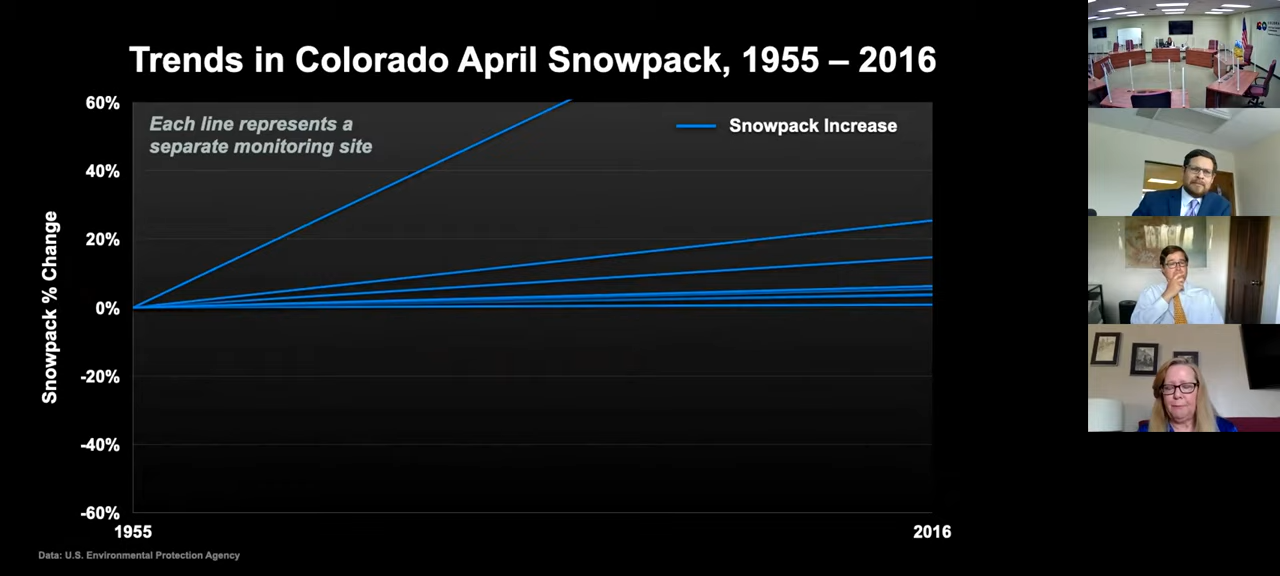 Trends in Colorado April Snowpack, 1955 – 2016
60%
Each line represents a
separate monitoring site
Snowpack Increase
40%
20%
0%
-20%
-40%
-60%
Snowpack % Change
1955
2016
Data: U.S. Environmental Protection Agency